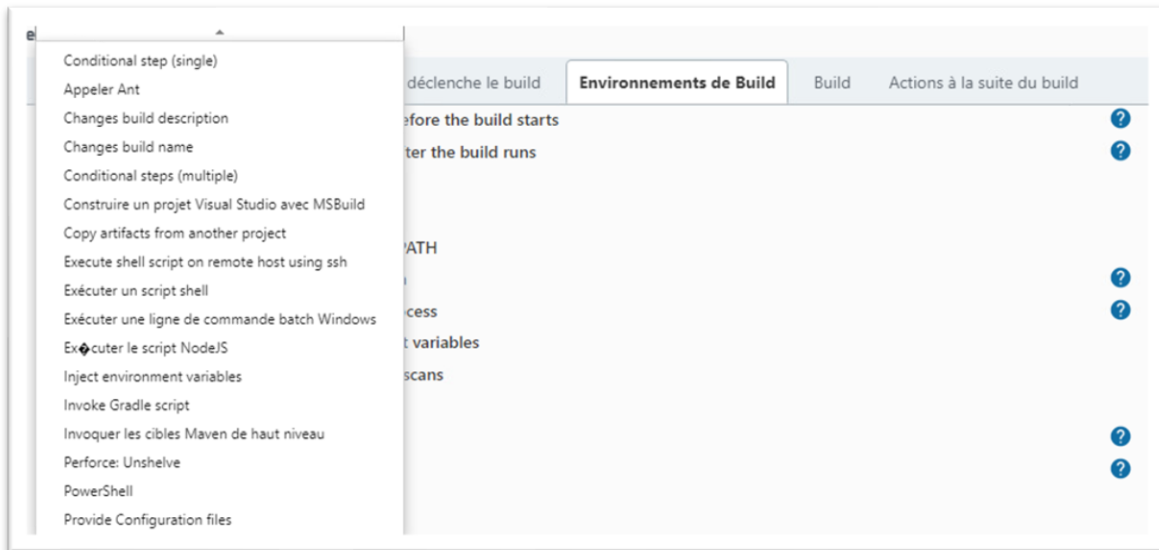 e
Conditional step (single)
déclenche le build Environnements de Build Build Actions à la suite du build
Appeler Ant
Changes build description
efore the build starts
Changes build name
ter the build runs
Conditional steps (multiple)
Construire un projet Visual Studio avec MSBuild
Copy artifacts from another project
PATH
Execute shell script on remote host using ssh
Exécuter un script shell
Exécuter une ligne de commande batch Windows
cess
Ex�cuter le script NodeJS
t variables
Inject environment variables
scans
Invoke Gradle script
Invoquer les cibles Maven de haut niveau
Perforce: Unshelve
PowerShell
Provide Configuration files